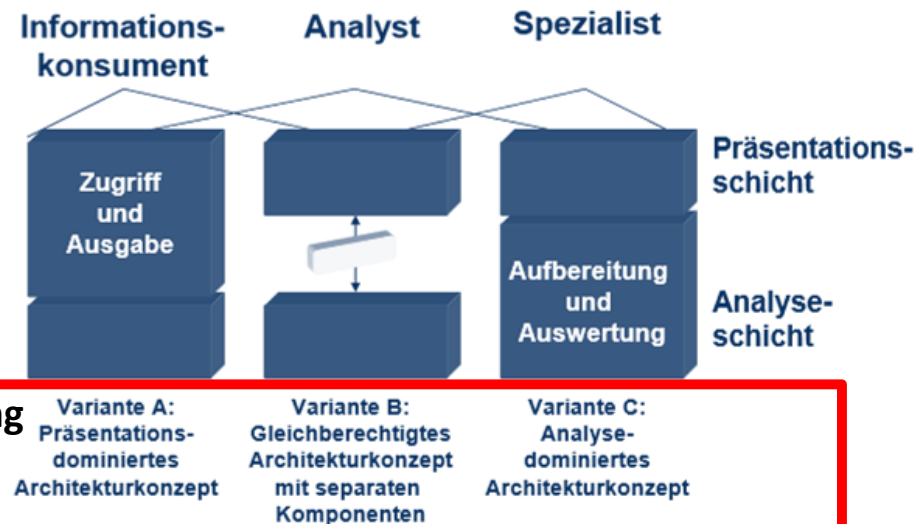 Informations-
konsument
Analyst
Spezialist
Zugriff
und
Ausgabe
Präsentations-
schicht
Aufbereitung
und
Auswertung
Analyse-
schicht
Variante A:
Präsentations-
dominiertes
Architekturkonzept
Variante B:
Gleichberechtigtes
Architekturkonzept
mit separaten
Komponenten
Variante C:
Analyse-
dominiertes
Architekturkonzept